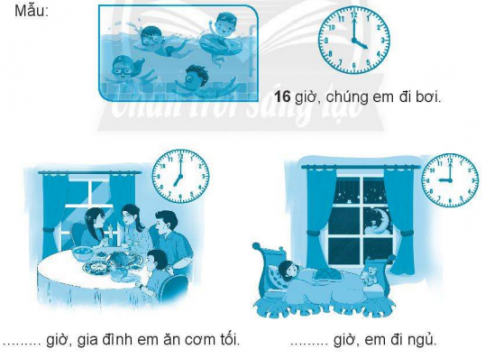 Mẫu:
Chân trời sáng tạo
16 giờ, chúng em đi bơi.
......... giờ, gia đình em ăn cơm tối.
......... giờ, em đi ngủ.